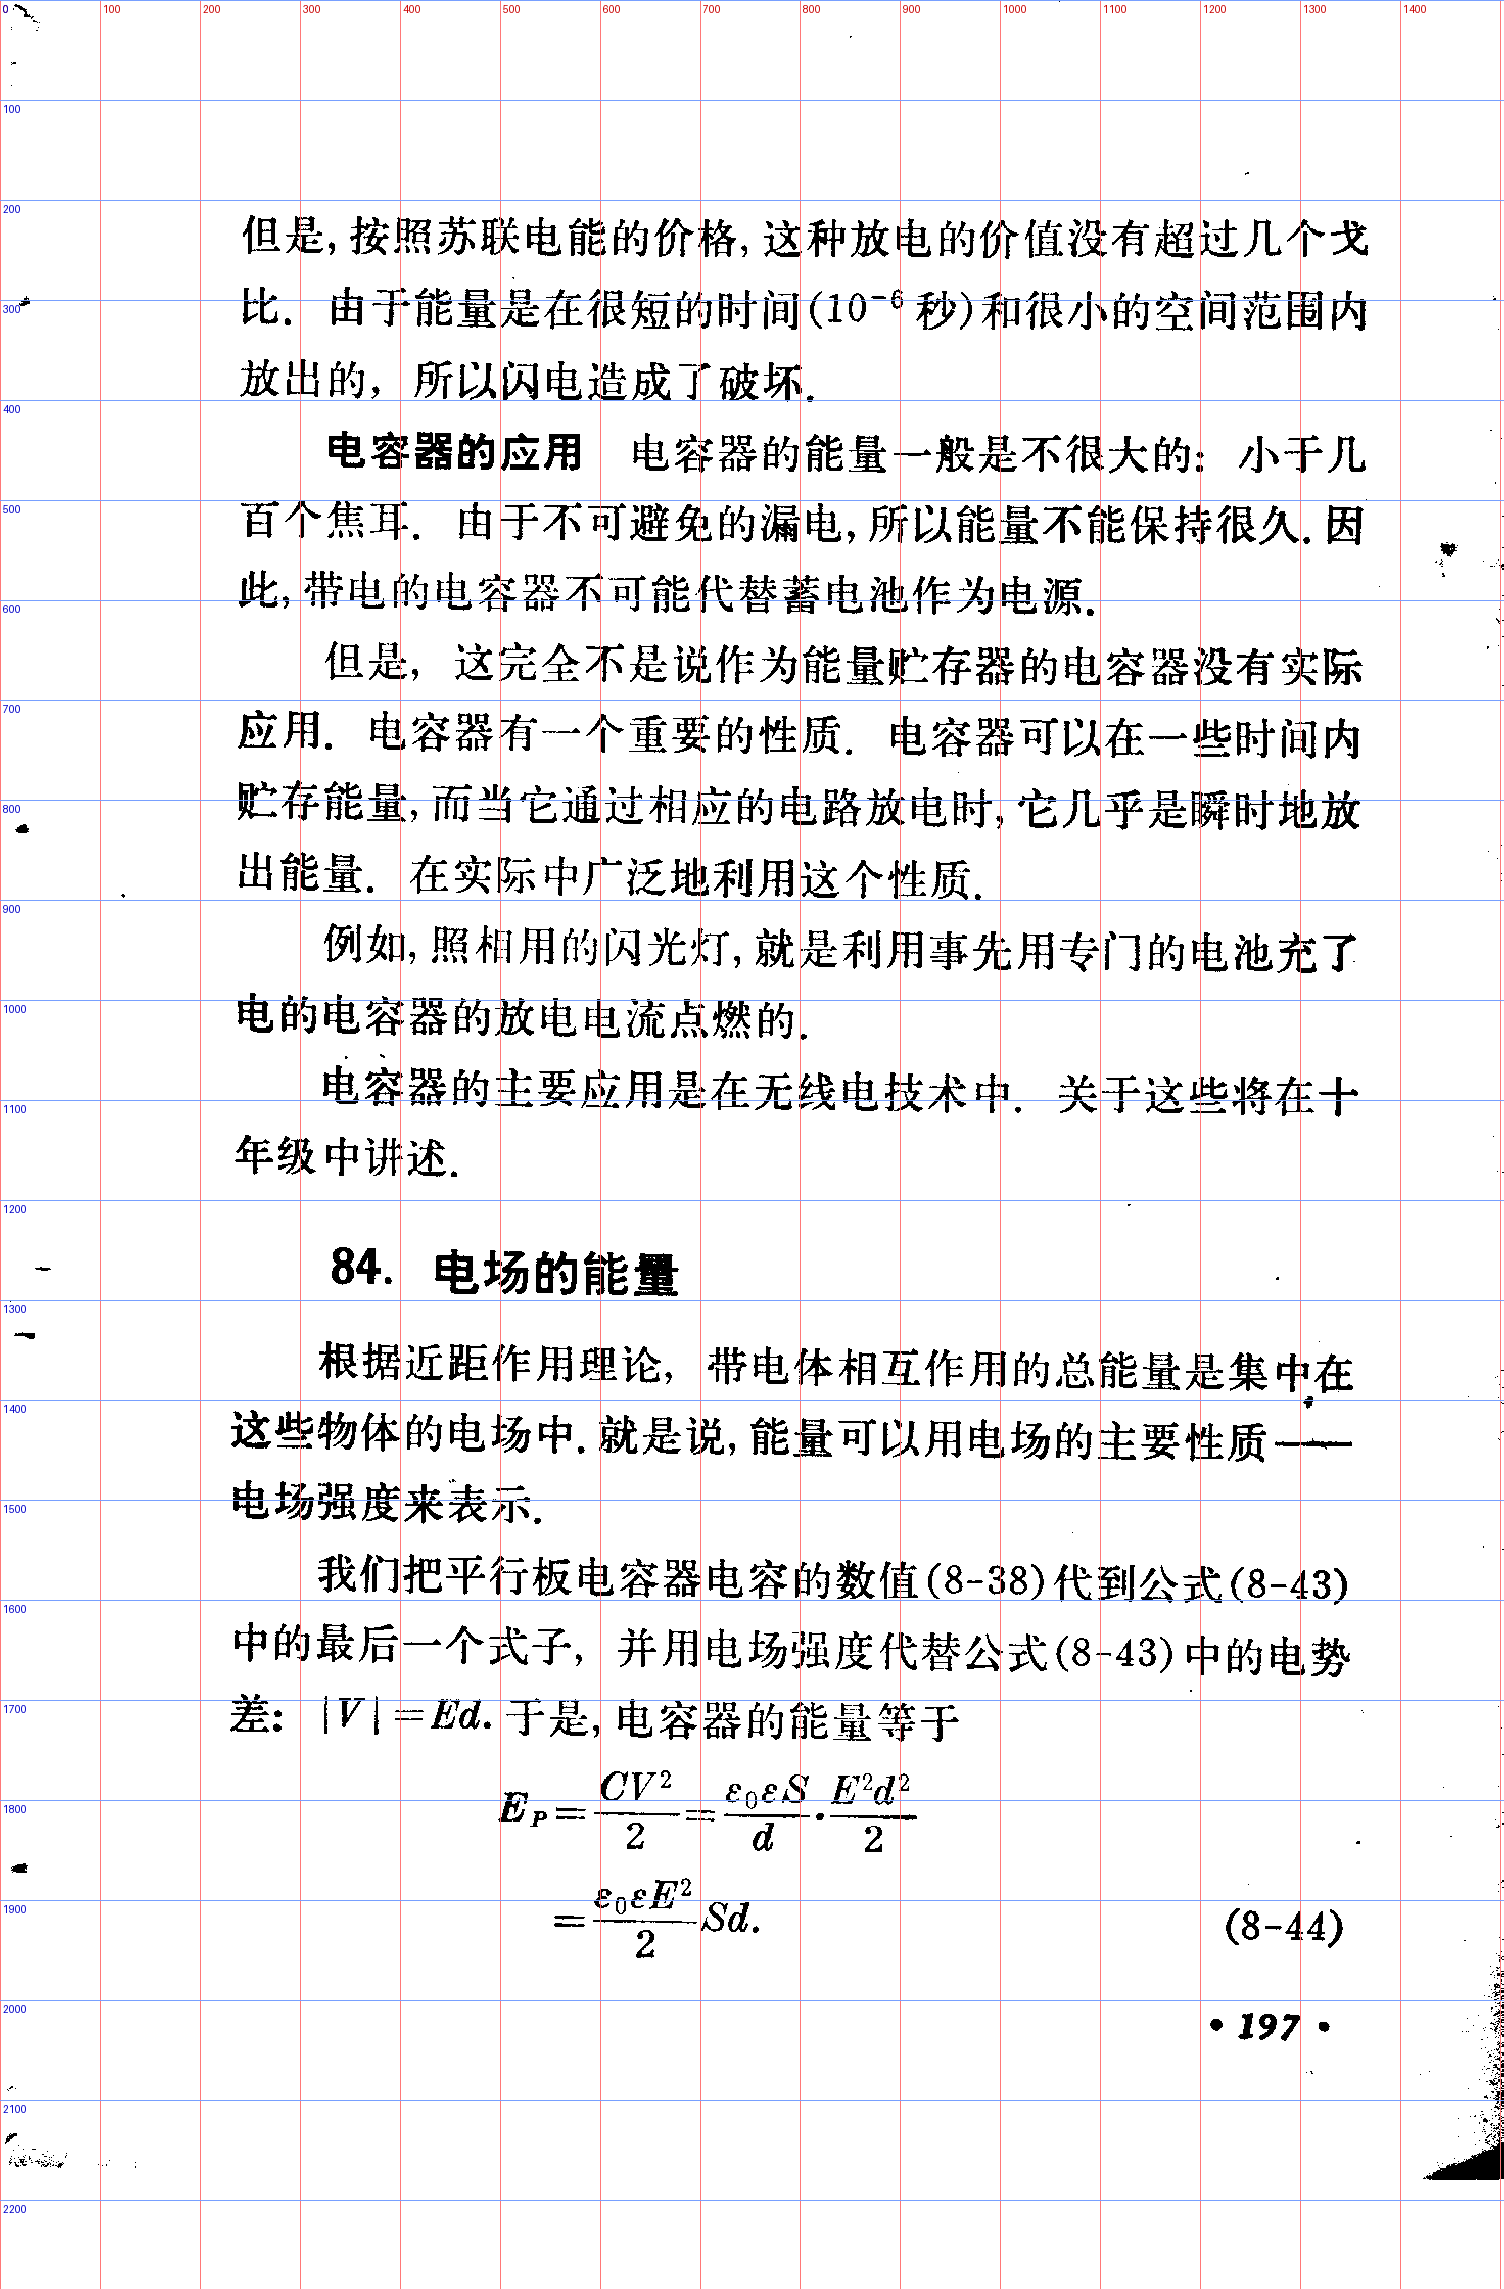 但是,按照苏联电能的价格,这种放电的价值没有超过几个戈
比. 由于能量是在很短的时间(10⁻⁶ 秒)和很小的空间范围内
放出的, 所以闪电造成了破坏.
电容器的应用 电容器的能量一般是不很大的: 小于几
百个焦耳. 由于不可避免的漏电,所以能量不能保持很久. 因
此,带电的电容器不可能代替蓄电池作为电源.
但是, 这完全不是说作为能量贮存器的电容器没有实际
应用. 电容器有一个重要的性质. 电容器可以在一些时间内
贮存能量,而当它通过相应的电路放电时,它几乎是瞬时地放
出能量. 在实际中广泛地利用这个性质.
例如,照相用的闪光灯,就是利用事先用专门的电池充了
电的电容器的放电电流点燃的.
电容器的主要应用是在无线电技术中. 关于这些将在十
年级中讲述.
84. 电场的能量
根据近距作用理论, 带电体相互作用的总能量是集中在
这些物体的电场中. 就是说,能量可以用电场的主要性质——
电场强度来表示.
我们把平行板电容器电容的数值(8-38)代到公式(8-43)
中的最后一个式子, 并用电场强度代替公式(8-43)中的电势
差: |V|=Ed. 于是,电容器的能量等于
E_P = CV²/2 = ε₀εS/d · E²d²/2
= ε₀εE²/2 Sd. (8-44)
• 197 •